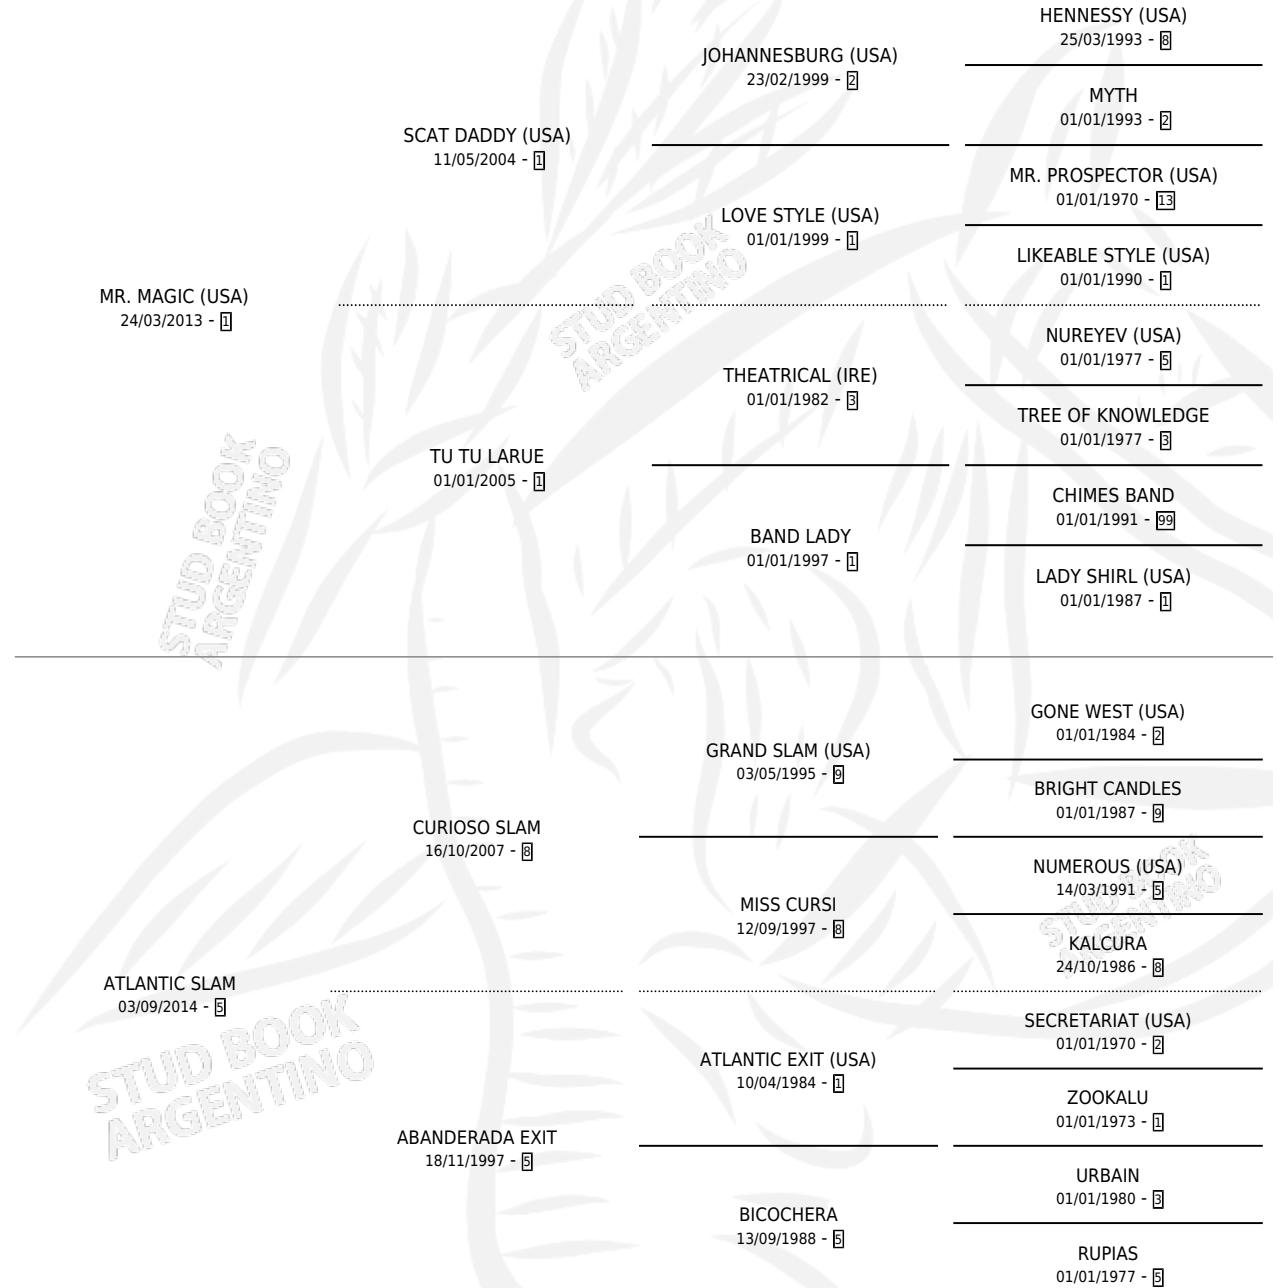 HENNESSY (USA)
25/03/1993 - 8
JOHANNESBURG (USA)
23/02/1999 - 2
MYTH
01/01/1993 - 2
SCAT DADDY (USA)
11/05/2004 - 1
MR. PROSPECTOR (USA)
01/01/1970 - 13
LOVE STYLE (USA)
01/01/1999 - 1
LIKEABLE STYLE (USA)
01/01/1990 - 1
MR. MAGIC (USA)
24/03/2013 - 1
STUD BOOK
ARGENTINO
NUREYEV (USA)
01/01/1977 - 5
THEATRICAL (IRE)
01/01/1982 - 3
TREE OF KNOWLEDGE
01/01/1977 - 3
TU TU LARUE
01/01/2005 - 1
CHIMES BAND
01/01/1991 - 99
BAND LADY
01/01/1997 - 1
LADY SHIRL (USA)
01/01/1987 - 1
STUD BOOK
ARGENTINO
GONE WEST (USA)
01/01/1984 - 2
GRAND SLAM (USA)
03/05/1995 - 9
BRIGHT CANDLES
01/01/1987 - 9
CURIOSO SLAM
16/10/2007 - 8
NUMEROUS (USA)
14/03/1991 - 5
MISS CURSI
12/09/1997 - 8
STUD BOOK
ARGENTINO
KALCURA
24/10/1986 - 8
ATLANTIC SLAM
03/09/2014 - 5
SECRETARIAT (USA)
01/01/1970 - 2
ATLANTIC EXIT (USA)
10/04/1984 - 1
STUD BOOK
ARGENTINO
ZOOKALU
01/01/1973 - 1
ABANDERADA EXIT
18/11/1997 - 5
URBAIN
01/01/1980 - 3
BICOCHERA
13/09/1988 - 5
RUPIAS
01/01/1977 - 5